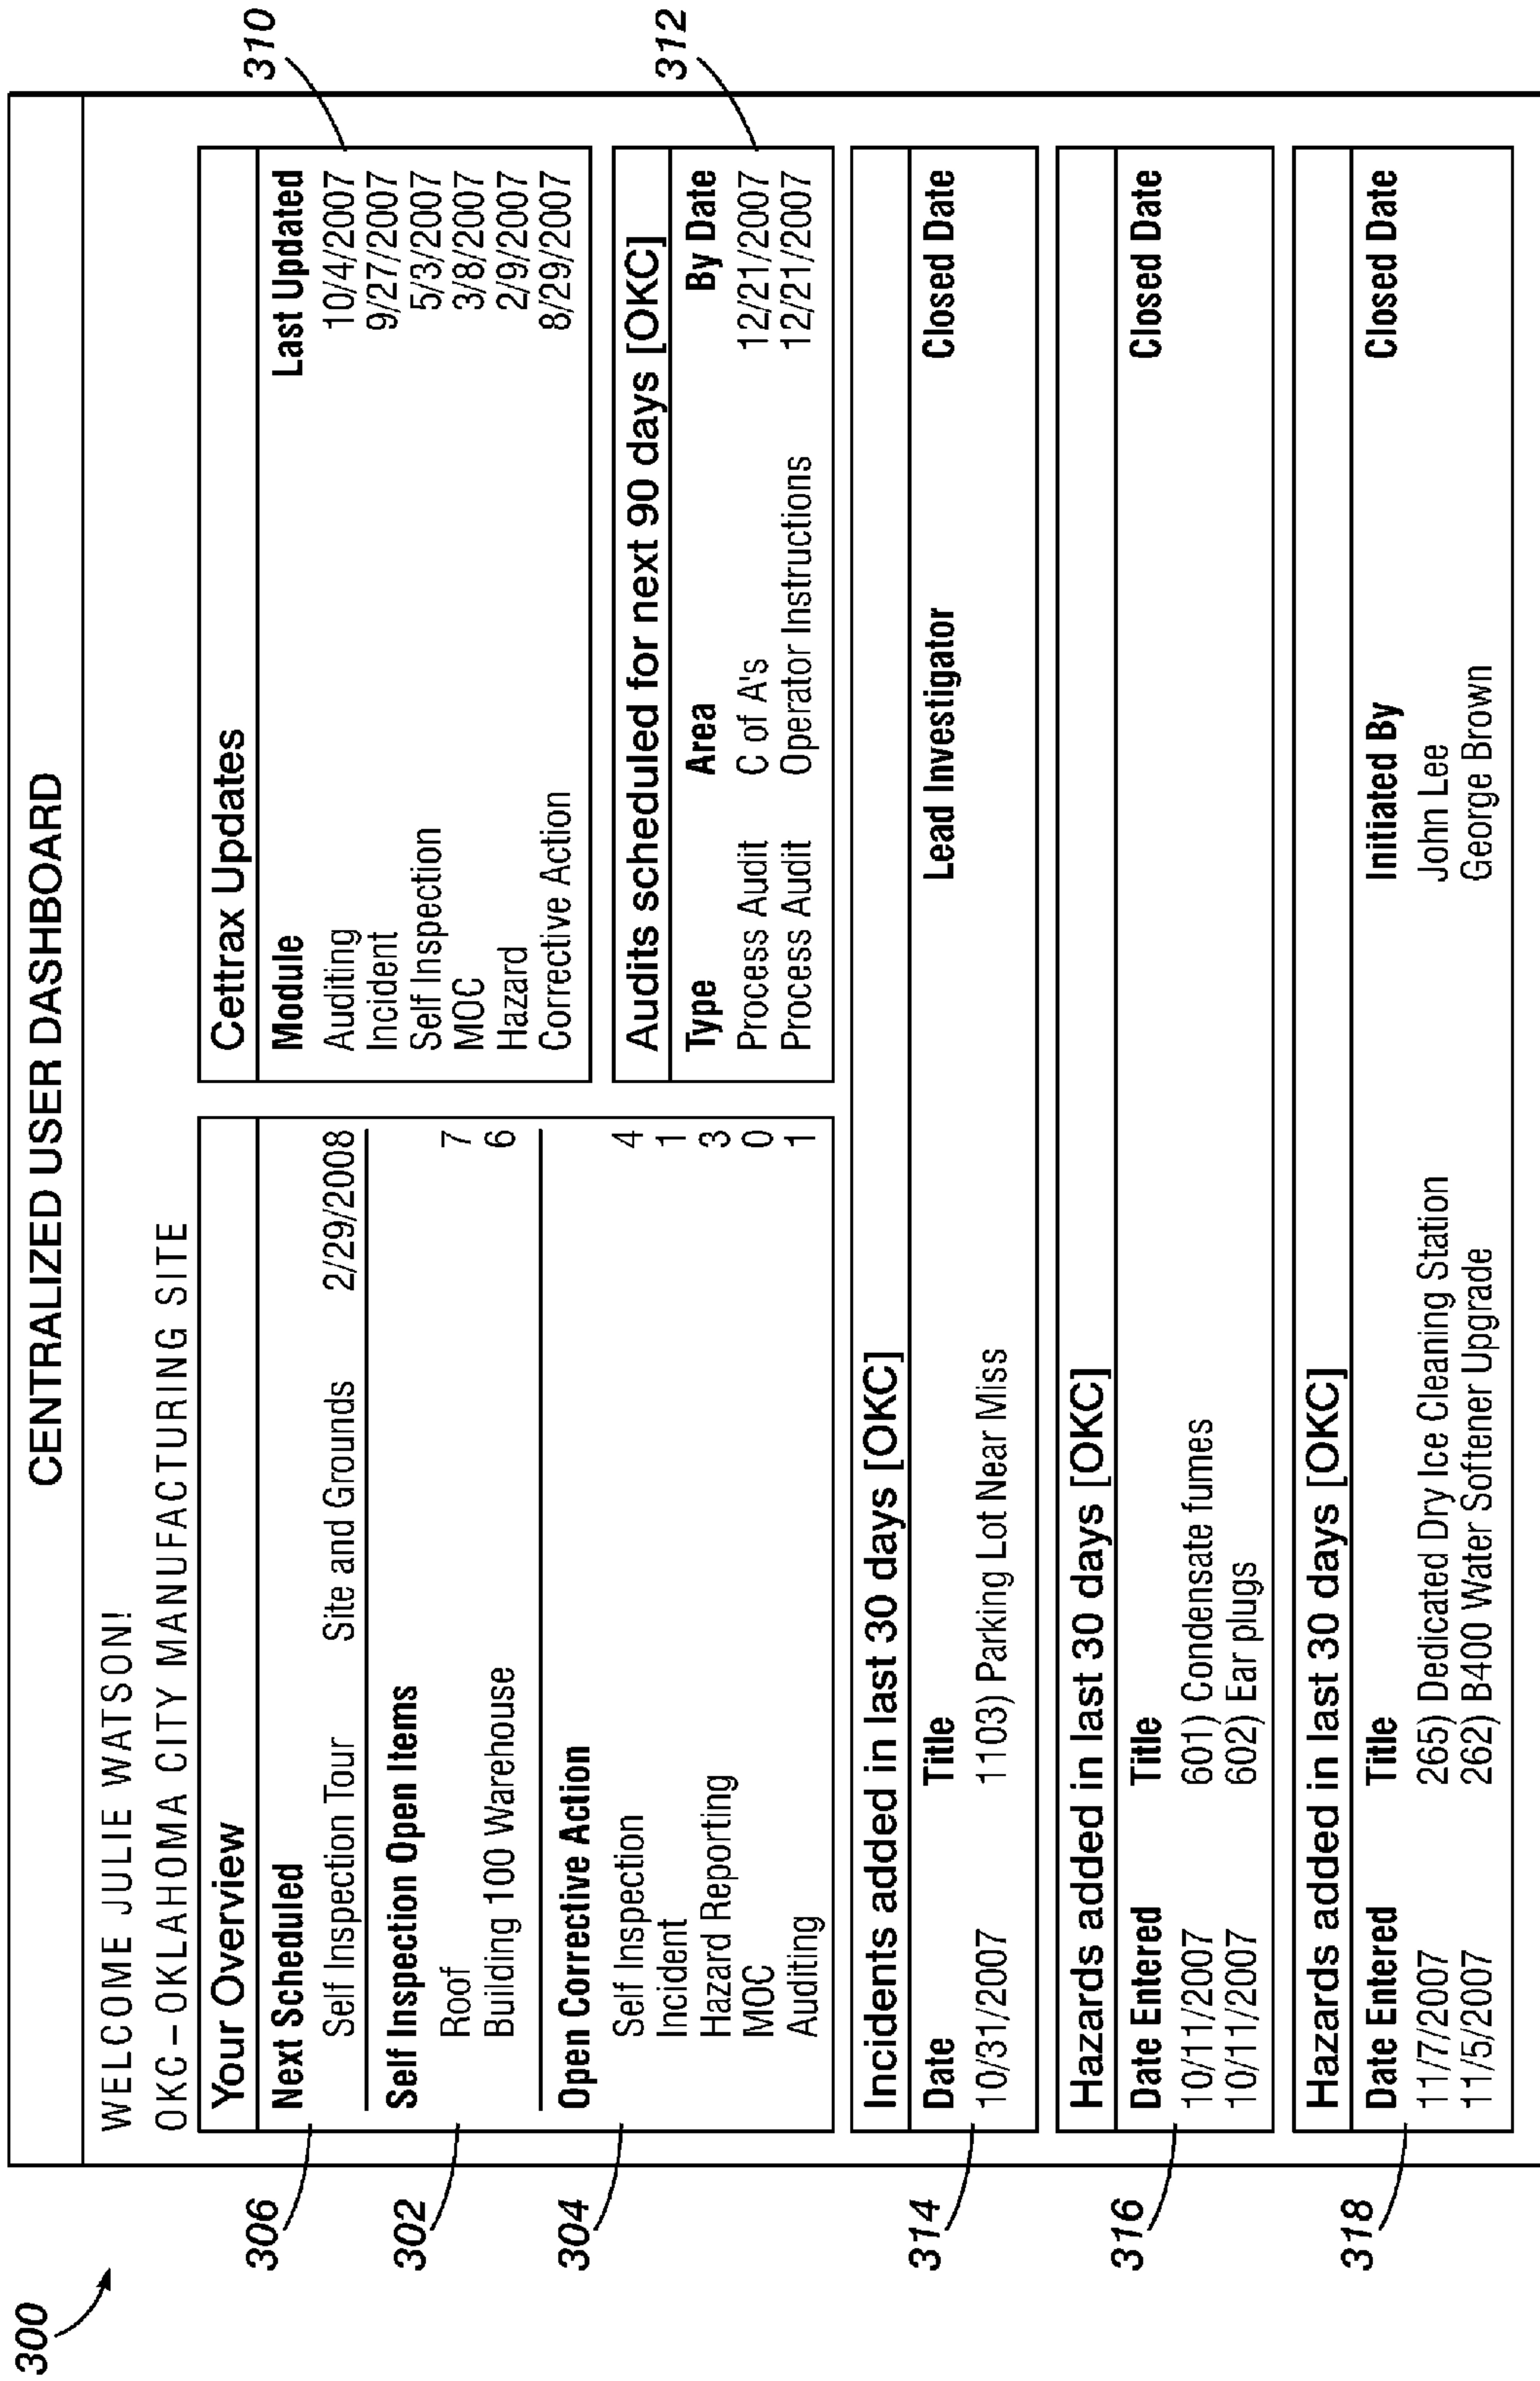 300
CENTRALIZED USER DASHBOARD
WELCOME JULIE WATSON!
OKC-OKLAHOMA CITY MANUFACTURING SITE
Your Overview
306
Next Scheduled
Self Inspection Tour Site and Grounds 2/29/2008
302
Self Inspection Open Items
Roof 7
Building 100 Warehouse 6
304
Open Corrective Action
Self Inspection 4
Incident 1
Hazard Reporting 3
MOC 0
Auditing 1
Cettrax Updates
310
Module Last Updated
Auditing 10/4/2007
Incident 9/27/2007
Self Inspection 5/3/2007
MOC 3/8/2007
Hazard 2/9/2007
Corrective Action 8/29/2007
Audits scheduled for next 90 days [OKC]
312
Type Area By Date
Process Audit C of A's 12/21/2007
Process Audit Operator Instructions 12/21/2007
Incidents added in last 30 days [OKC]
314
Date Title Lead Investigator Closed Date
10/31/2007 1103) Parking Lot Near Miss
Hazards added in last 30 days [OKC]
316
Date Entered Title Closed Date
10/11/2007 601) Condensate fumes
10/11/2007 602) Ear plugs
Hazards added in last 30 days [OKC]
318
Date Entered Title Initiated By Closed Date
11/7/2007 265) Dedicated Dry Ice Cleaning Station John Lee
11/5/2007 262) B400 Water Softener Upgrade George Brown